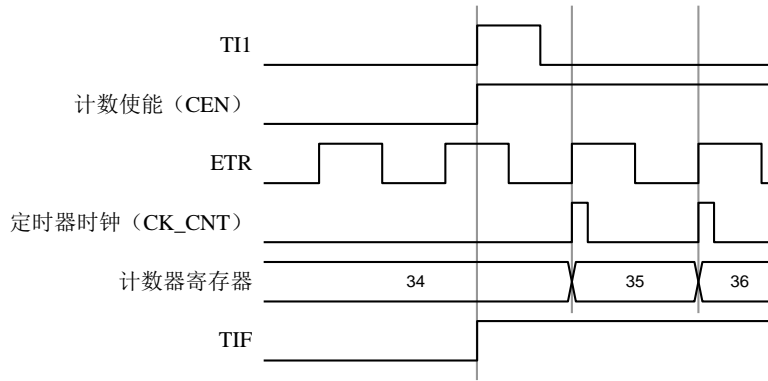 TI1
计数使能（CEN）
ETR
定时器时钟（CK_CNT）
计数器寄存器
34
35
36
TIF